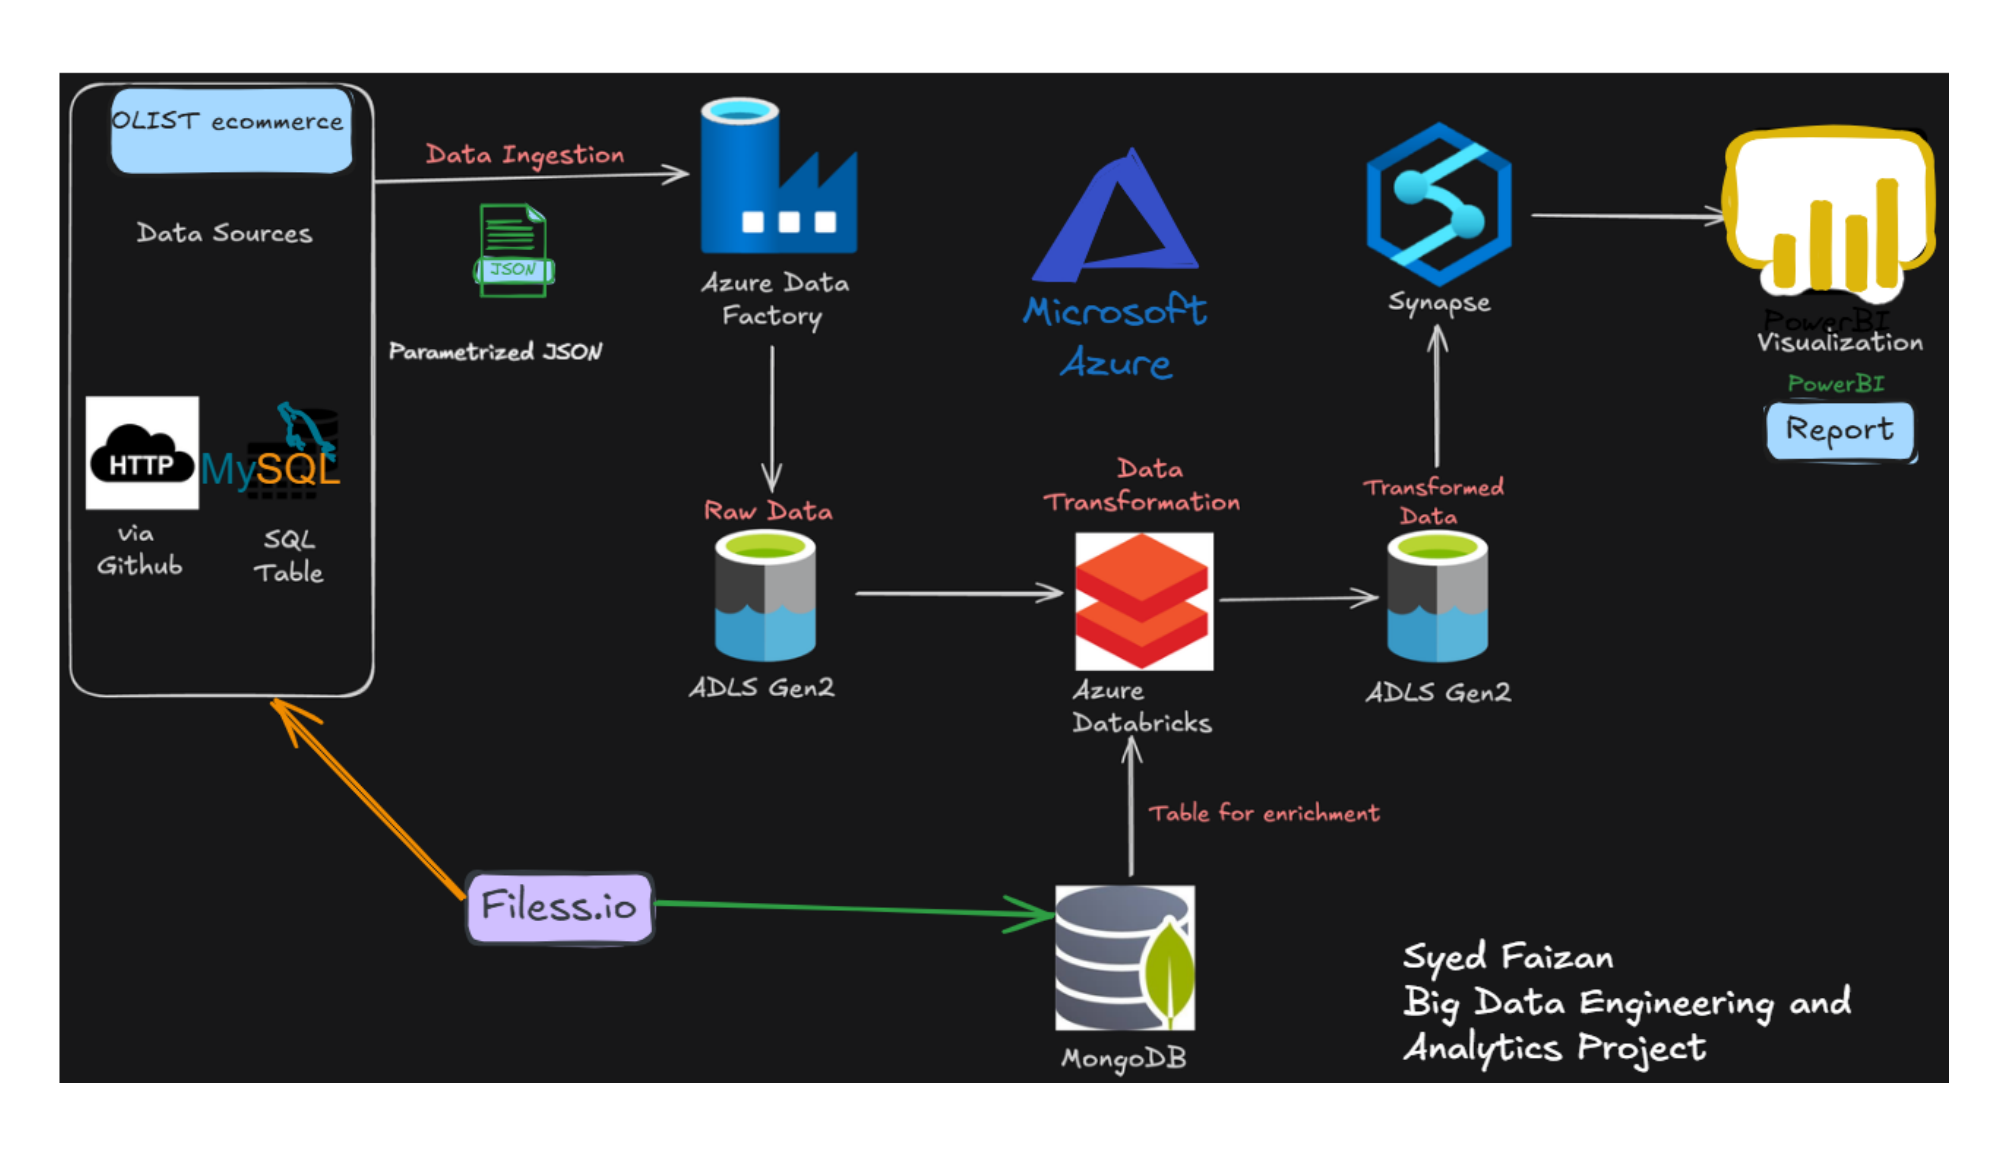 OLIST ecommerce
Data Sources
HTTP
via
Github
MySQL
SQL
Table
Data Ingestion
JSON
Parametrized JSON
Azure Data
Factory
Raw Data
ADLS Gen2
Microsoft
Azure
Data
Transformation
Azure
Databricks
Table for enrichment
MongoDB
Filess.io
Transformed
Data
ADLS Gen2
Synapse
PowerBI
Visualization
PowerBI
Report
Syed Faizan
Big Data Engineering and
Analytics Project